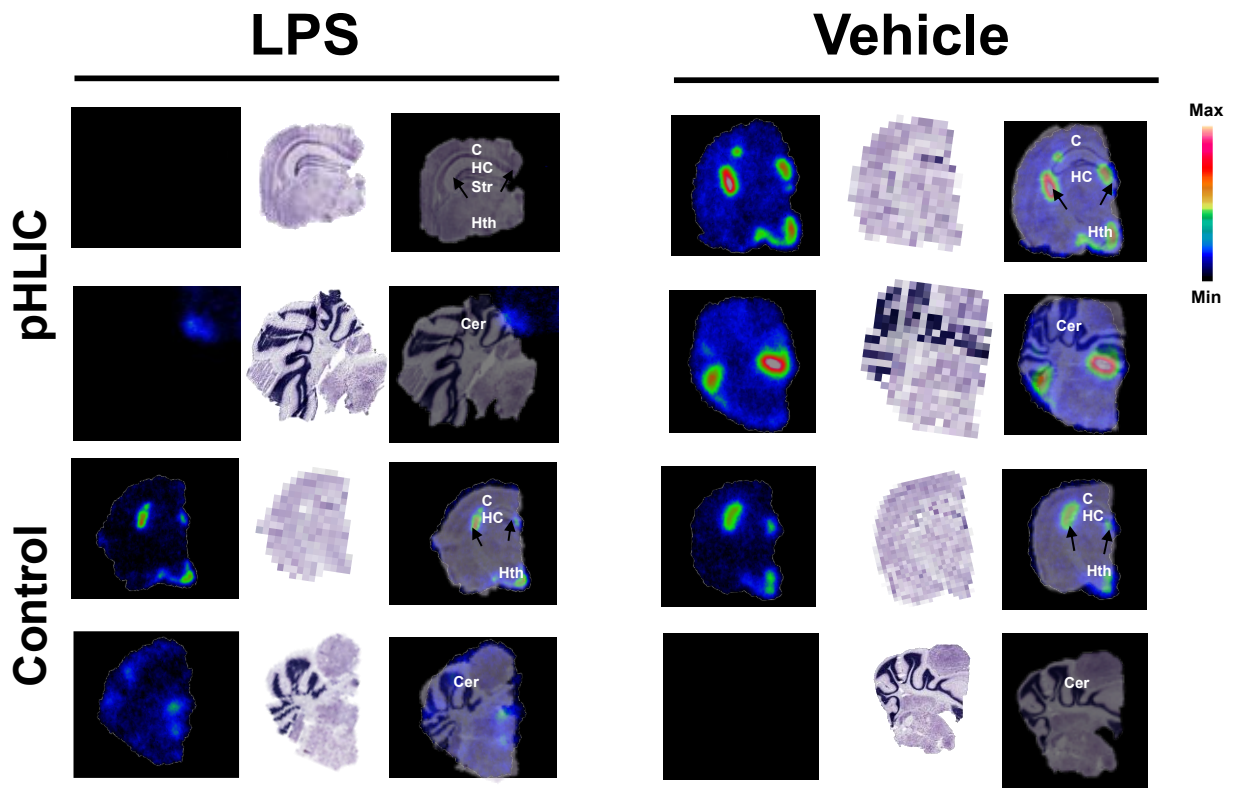 LPS
Vehicle
Max
Min
pHLIC
C
HC
Str
Hth
C
HC
Hth
Cer
Cer
Control
C
HC
Hth
C
HC
Hth
Cer
Cer